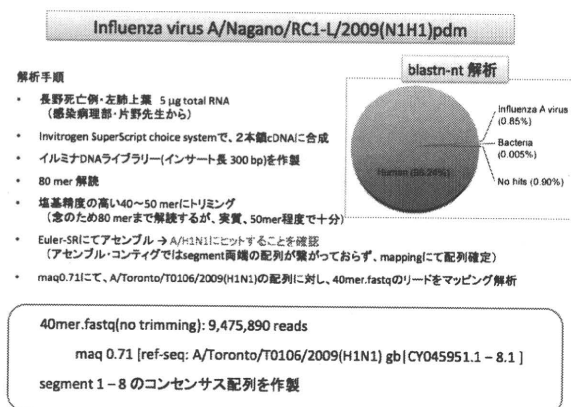 Influenza virus A/Nagano/RC1-L/2009(N1H1)pdm
解析手順
• 長野死亡例・左肺上葉 5 μg total RNA
（感染病理部・片野先生から）
• Invitrogen SuperScript choice systemで、２本鎖cDNAに合成
• イルミナDNAライブラリー(インサート長 300 bp)を作製
• 80 mer 解読
• 塩基精度の高い40～50 merにトリミング
（念のため80 merまで解読するが、実質、50mer程度で十分）
• Euler-SRにてアセンブル → A/H1N1にヒットすることを確認
（アセンブル・コンティグではsegment両端の配列が繋がっておらず、mappingにて配列確定）
• maq0.71にて、A/Toronto/T0106/2009(H1N1)の配列に対し、40mer.fastqのリードをマッピング解析
blastn-nt 解析
Influenza A virus
(0.85%)
Bacteria
(0.005%)
No hits (0.90%)
Human (98.24%)
40mer.fastq(no trimming): 9,475,890 reads
maq 0.71 [ref-seq: A/Toronto/T0106/2009(H1N1) gb|CY045951.1 – 8.1 ]
segment 1 – 8 のコンセンサス配列を作製